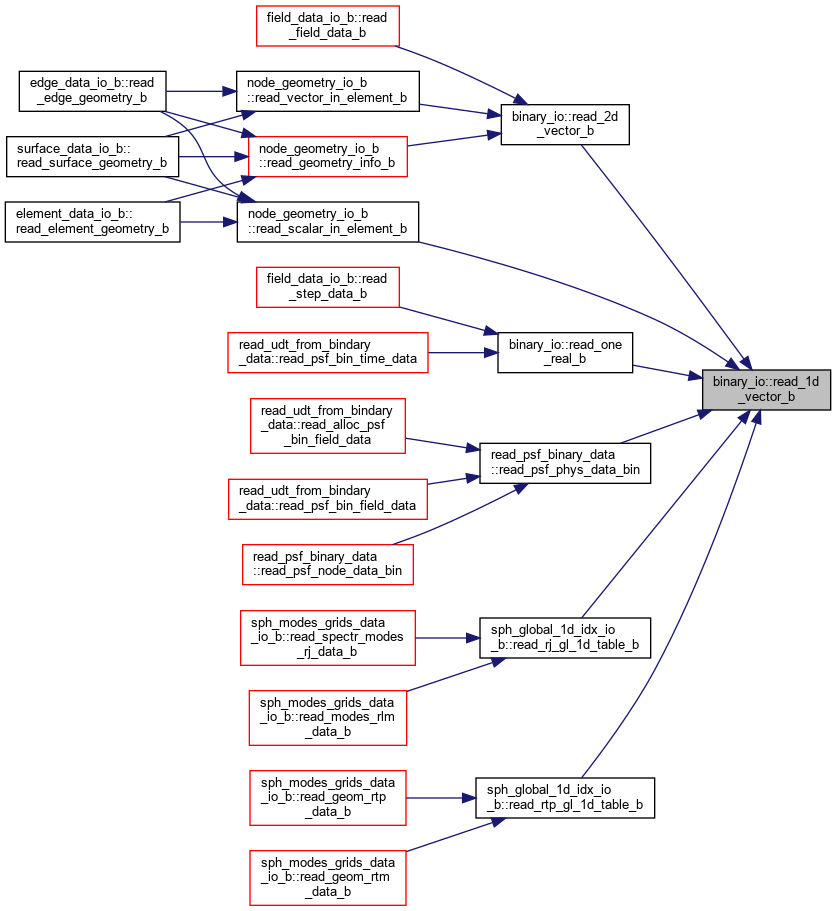 field_data_io_b::read
_field_data_b
edge_data_io_b::read
_edge_geometry_b
node_geometry_io_b
::read_vector_in_element_b
binary_io::read_2d
_vector_b
surface_data_io_b::
read_surface_geometry_b
node_geometry_io_b
::read_geometry_info_b
element_data_io_b::
read_element_geometry_b
node_geometry_io_b
::read_scalar_in_element_b
field_data_io_b::read
_step_data_b
read_udt_from_bindary
_data::read_psf_bin_time_data
binary_io::read_one
_real_b
binary_io::read_1d
_vector_b
read_udt_from_bindary
_data::read_alloc_psf
_bin_field_data
read_psf_binary_data
::read_psf_phys_data_bin
read_udt_from_bindary
_data::read_psf_bin_field_data
read_psf_binary_data
::read_psf_node_data_bin
sph_modes_grids_data
_io_b::read_spectr_modes
_rj_data_b
sph_global_1d_idx_io
_b::read_rj_gl_1d_table_b
sph_modes_grids_data
_io_b::read_modes_rlm
_data_b
sph_modes_grids_data
_io_b::read_geom_rtp
_data_b
sph_global_1d_idx_io
_b::read_rtp_gl_1d_table_b
sph_modes_grids_data
_io_b::read_geom_rtm
_data_b